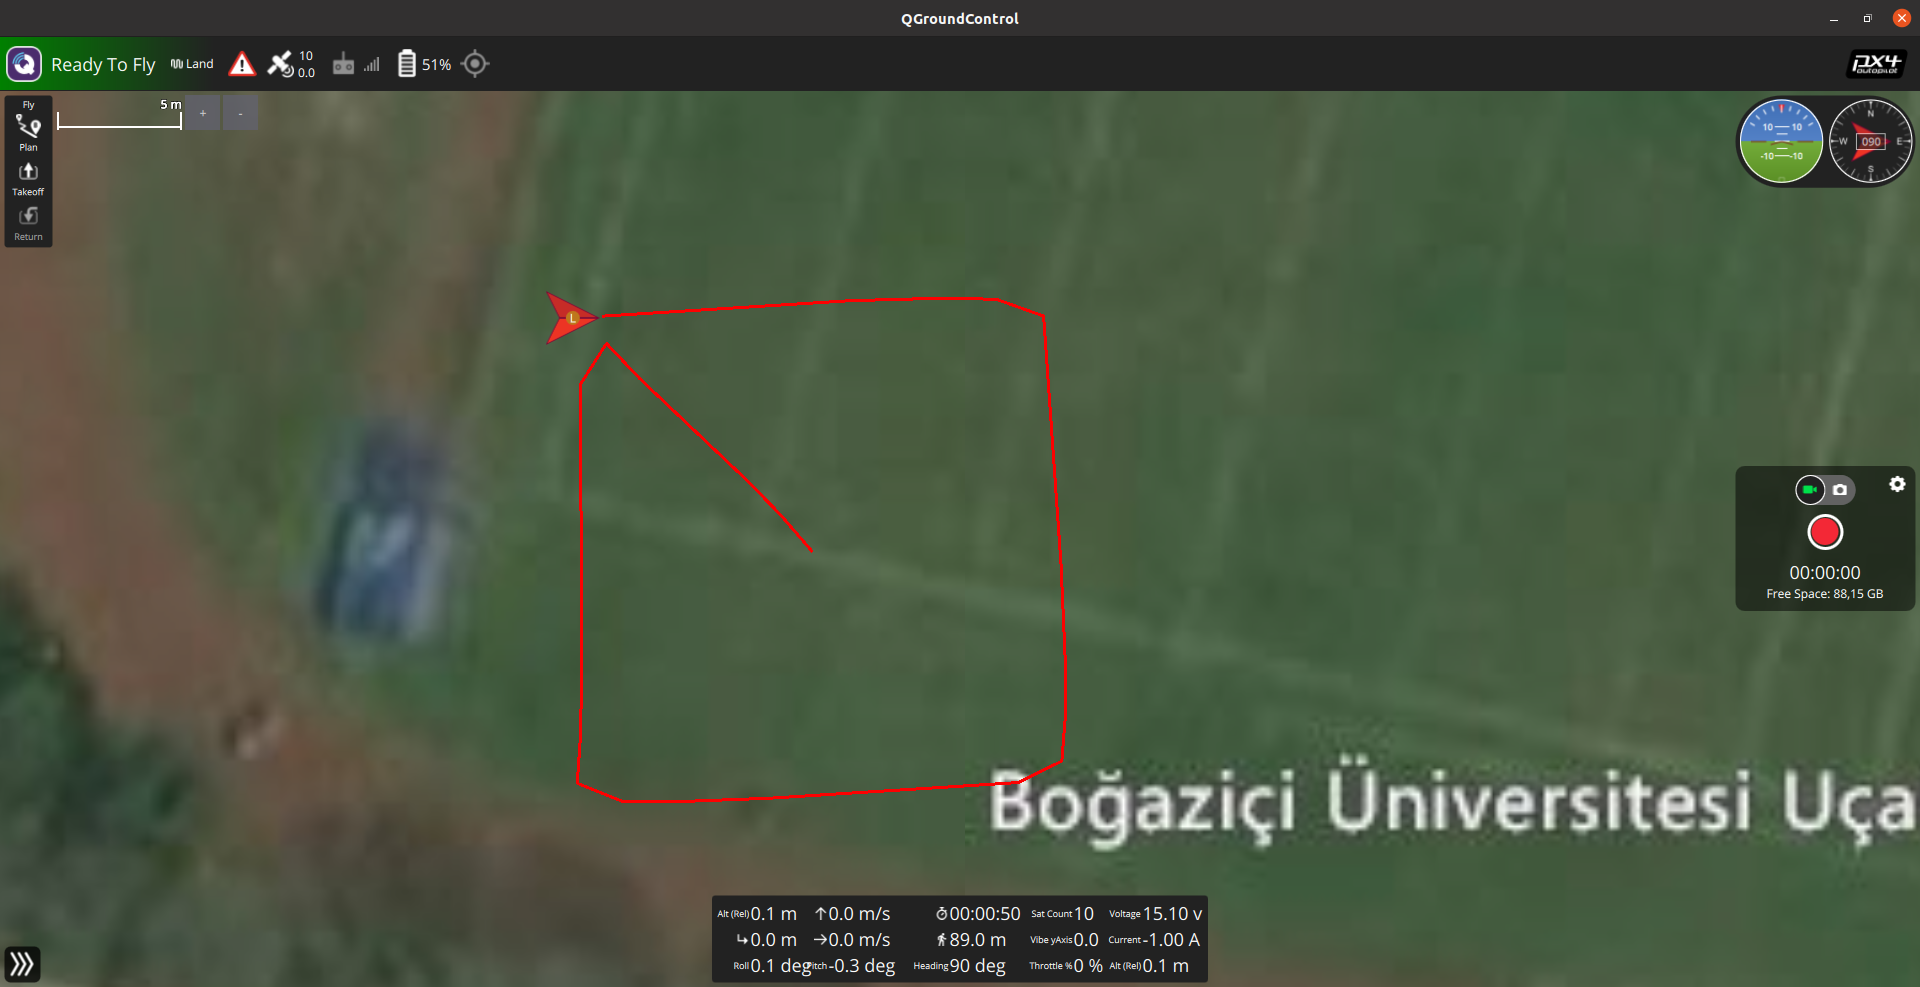 QGroundControl
Ready To Fly
Land
10
0.0
51%
px4
autopilot
Fly
5 m
+
-
Plan
Takeoff
Return
10 10
-10 -10
N
W 090 E
S
L
00:00:00
Free Space: 88,15 GB
Boğaziçi Üniversitesi Uça
Alt (Rel) 0.1 m ↑0.0 m/s 00:00:50 Sat Count 10 Voltage 15.10 v
↳0.0 m →0.0 m/s 89.0 m Vibe yAxis 0.0 Current -1.00 A
Roll 0.1 deg Pitch -0.3 deg Heading 90 deg Throttle % 0 % Alt (Rel) 0.1 m